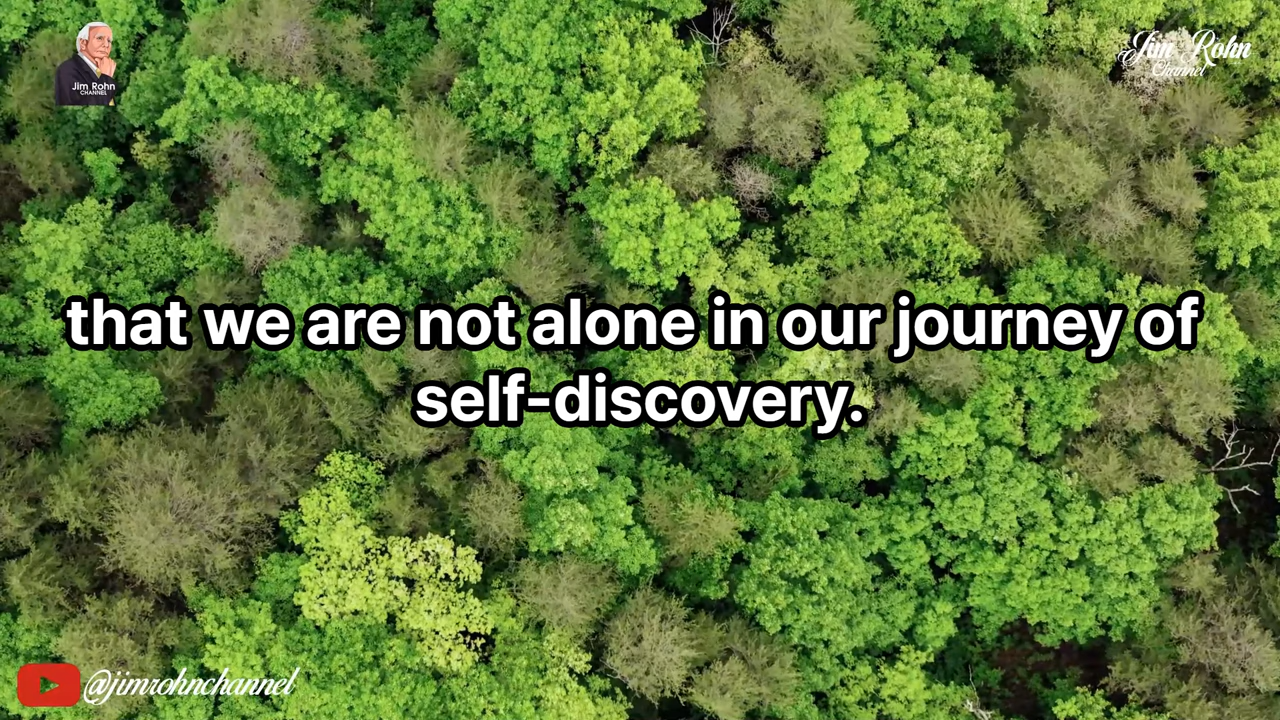 Jim Rohn
CHANNEL
Jim Rohn
Channel
that we are not alone in our journey of
self-discovery.
@jimrohnchannel